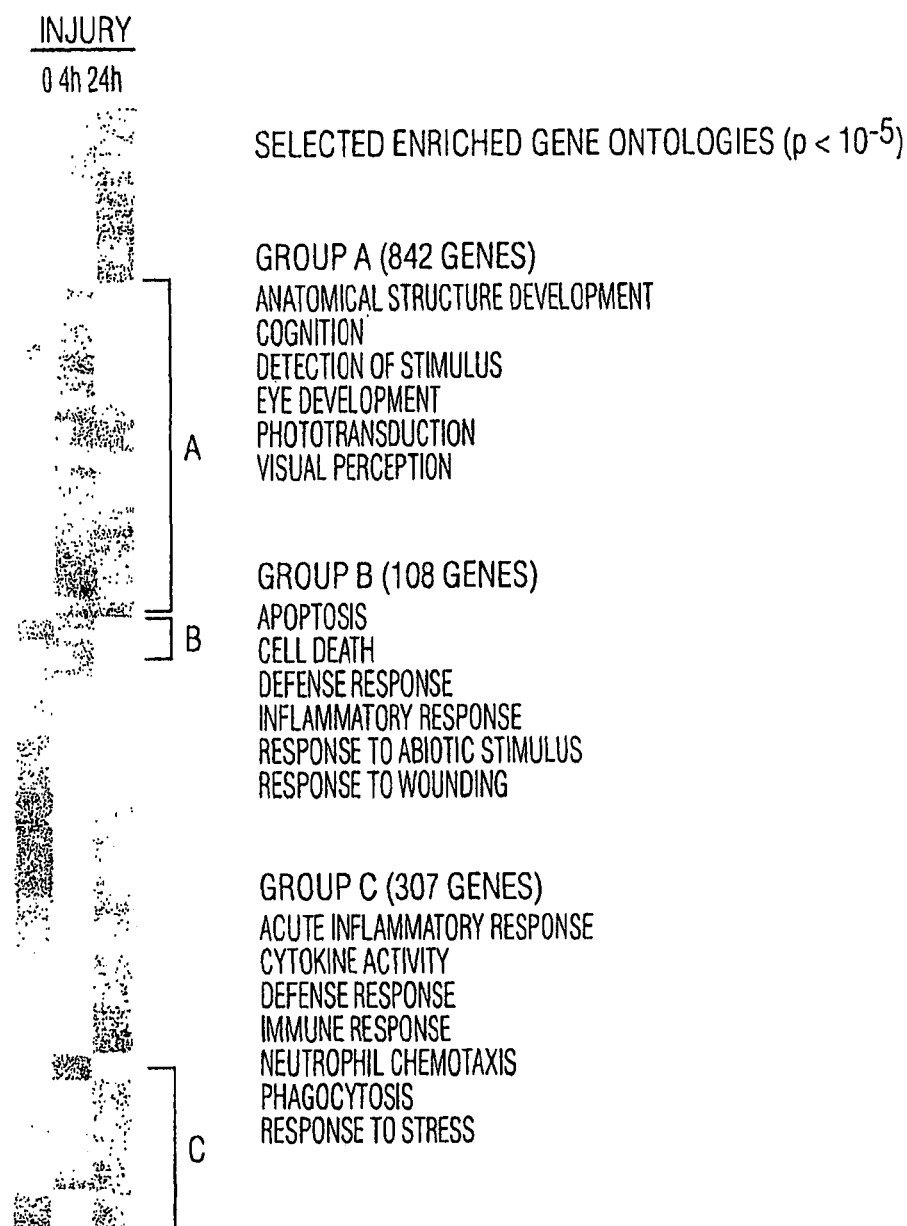 INJURY
0 4h 24h
SELECTED ENRICHED GENE ONTOLOGIES (p < 10-5)
GROUP A (842 GENES)
ANATOMICAL STRUCTURE DEVELOPMENT
COGNITION
DETECTION OF STIMULUS
EYE DEVELOPMENT
PHOTOTRANSDUCTION
VISUAL PERCEPTION
A
GROUP B (108 GENES)
APOPTOSIS
CELL DEATH
DEFENSE RESPONSE
INFLAMMATORY RESPONSE
RESPONSE TO ABIOTIC STIMULUS
RESPONSE TO WOUNDING
B
GROUP C (307 GENES)
ACUTE INFLAMMATORY RESPONSE
CYTOKINE ACTIVITY
DEFENSE RESPONSE
IMMUNE RESPONSE
NEUTROPHIL CHEMOTAXIS
PHAGOCYTOSIS
RESPONSE TO STRESS
C